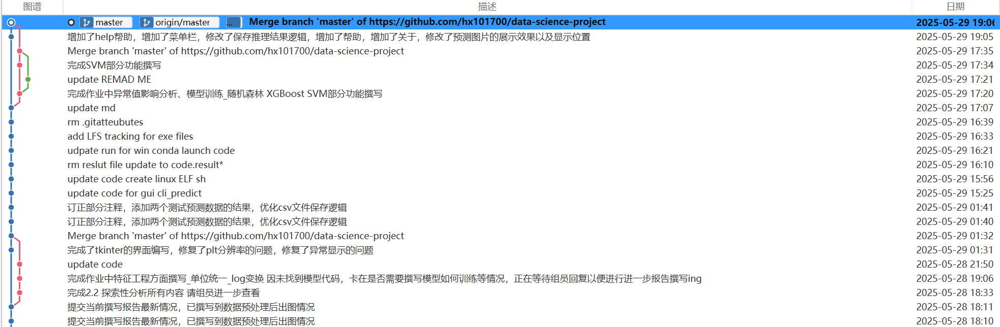 图谱 描述 日期
master origin/master ... Merge branch 'master' of https://github.com/hx101700/data-science-project 2025-05-29 19:06
增加了help帮助，增加了菜单栏，修改了保存推理结果逻辑，增加了帮助，增加了关于，修改了预测图片的展示效果以及显示位置 2025-05-29 19:05
Merge branch 'master' of https://github.com/hx101700/data-science-project 2025-05-29 17:35
完成SVM部分功能撰写 2025-05-29 17:34
update REMAD ME 2025-05-29 17:21
完成作业中异常值影响分析、模型训练_随机森林 XGBoost SVM部分功能撰写 2025-05-29 17:20
update md 2025-05-29 17:07
rm .gitatteubutes 2025-05-29 16:39
add LFS tracking for exe files 2025-05-29 16:33
udpate run for win conda launch code 2025-05-29 16:21
rm reslut file update to code.result* 2025-05-29 16:10
update code create linux ELF sh 2025-05-29 15:56
update code for gui cli_predict 2025-05-29 15:25
订正部分注释，添加两个测试预测数据的结果，优化csv文件保存逻辑 2025-05-29 01:41
订正部分注释，添加两个测试预测数据的结果，优化csv文件保存逻辑 2025-05-29 01:40
Merge branch 'master' of https://github.com/hx101700/data-science-project 2025-05-29 01:32
完成了tkinter的界面编写，修复了plt分辨率的问题，修复了异常显示的问题 2025-05-29 01:31
update code 2025-05-28 21:50
完成作业中特征工程方面撰写_单位统一_log变换 因未找到模型代码，卡在是否需要撰写模型如何训练等情况，正在等待组员回复以便进行进一步报告撰写ing 2025-05-28 19:06
完成2.2 探索性分析所有内容 请组员进一步查看 2025-05-28 18:33
提交当前撰写报告最新情况，已撰写到数据预处理后出图情况 2025-05-28 18:11
提交当前撰写报告最新情况，已撰写到数据预处理后出图情况 2025-05-28 18:10